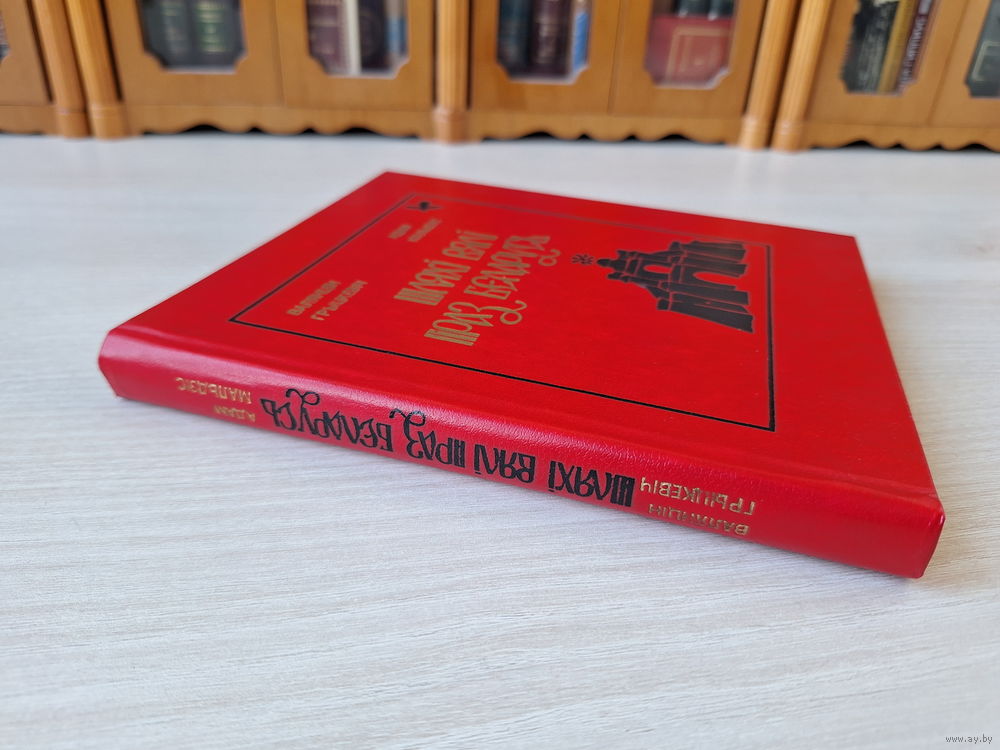 ВАЛЯНЦІН
ГРЫЦКЕВІЧ
АДАМ
МАЛЬДЗІС
ШЛЯХІ ВЯЛІ
ПРАЗ БЕЛАРУСЬ
ВАЛЯНЦІН
ГРЫЦКЕВІЧ
ШЛЯХІ ВЯЛІ ПРАЗ БЕЛАРУСЬ
АДАМ
МАЛЬДЗІС
www.ay.by